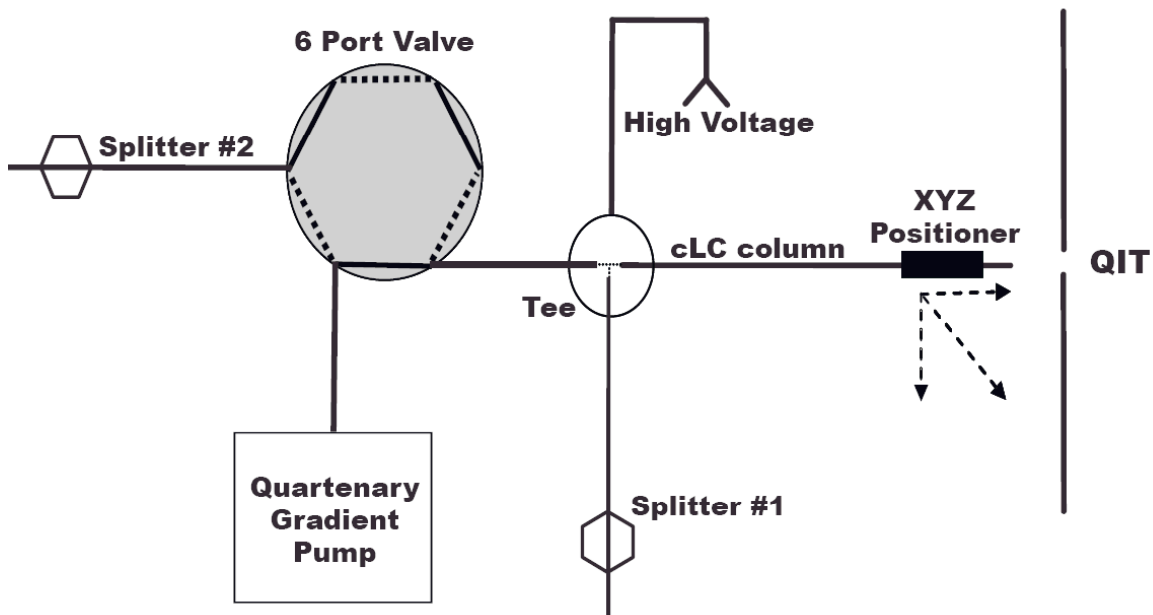 6 Port Valve
Splitter #2
High Voltage
XYZ
Positioner
cLC column
QIT
Tee
Quartenary
Gradient
Pump
Splitter #1